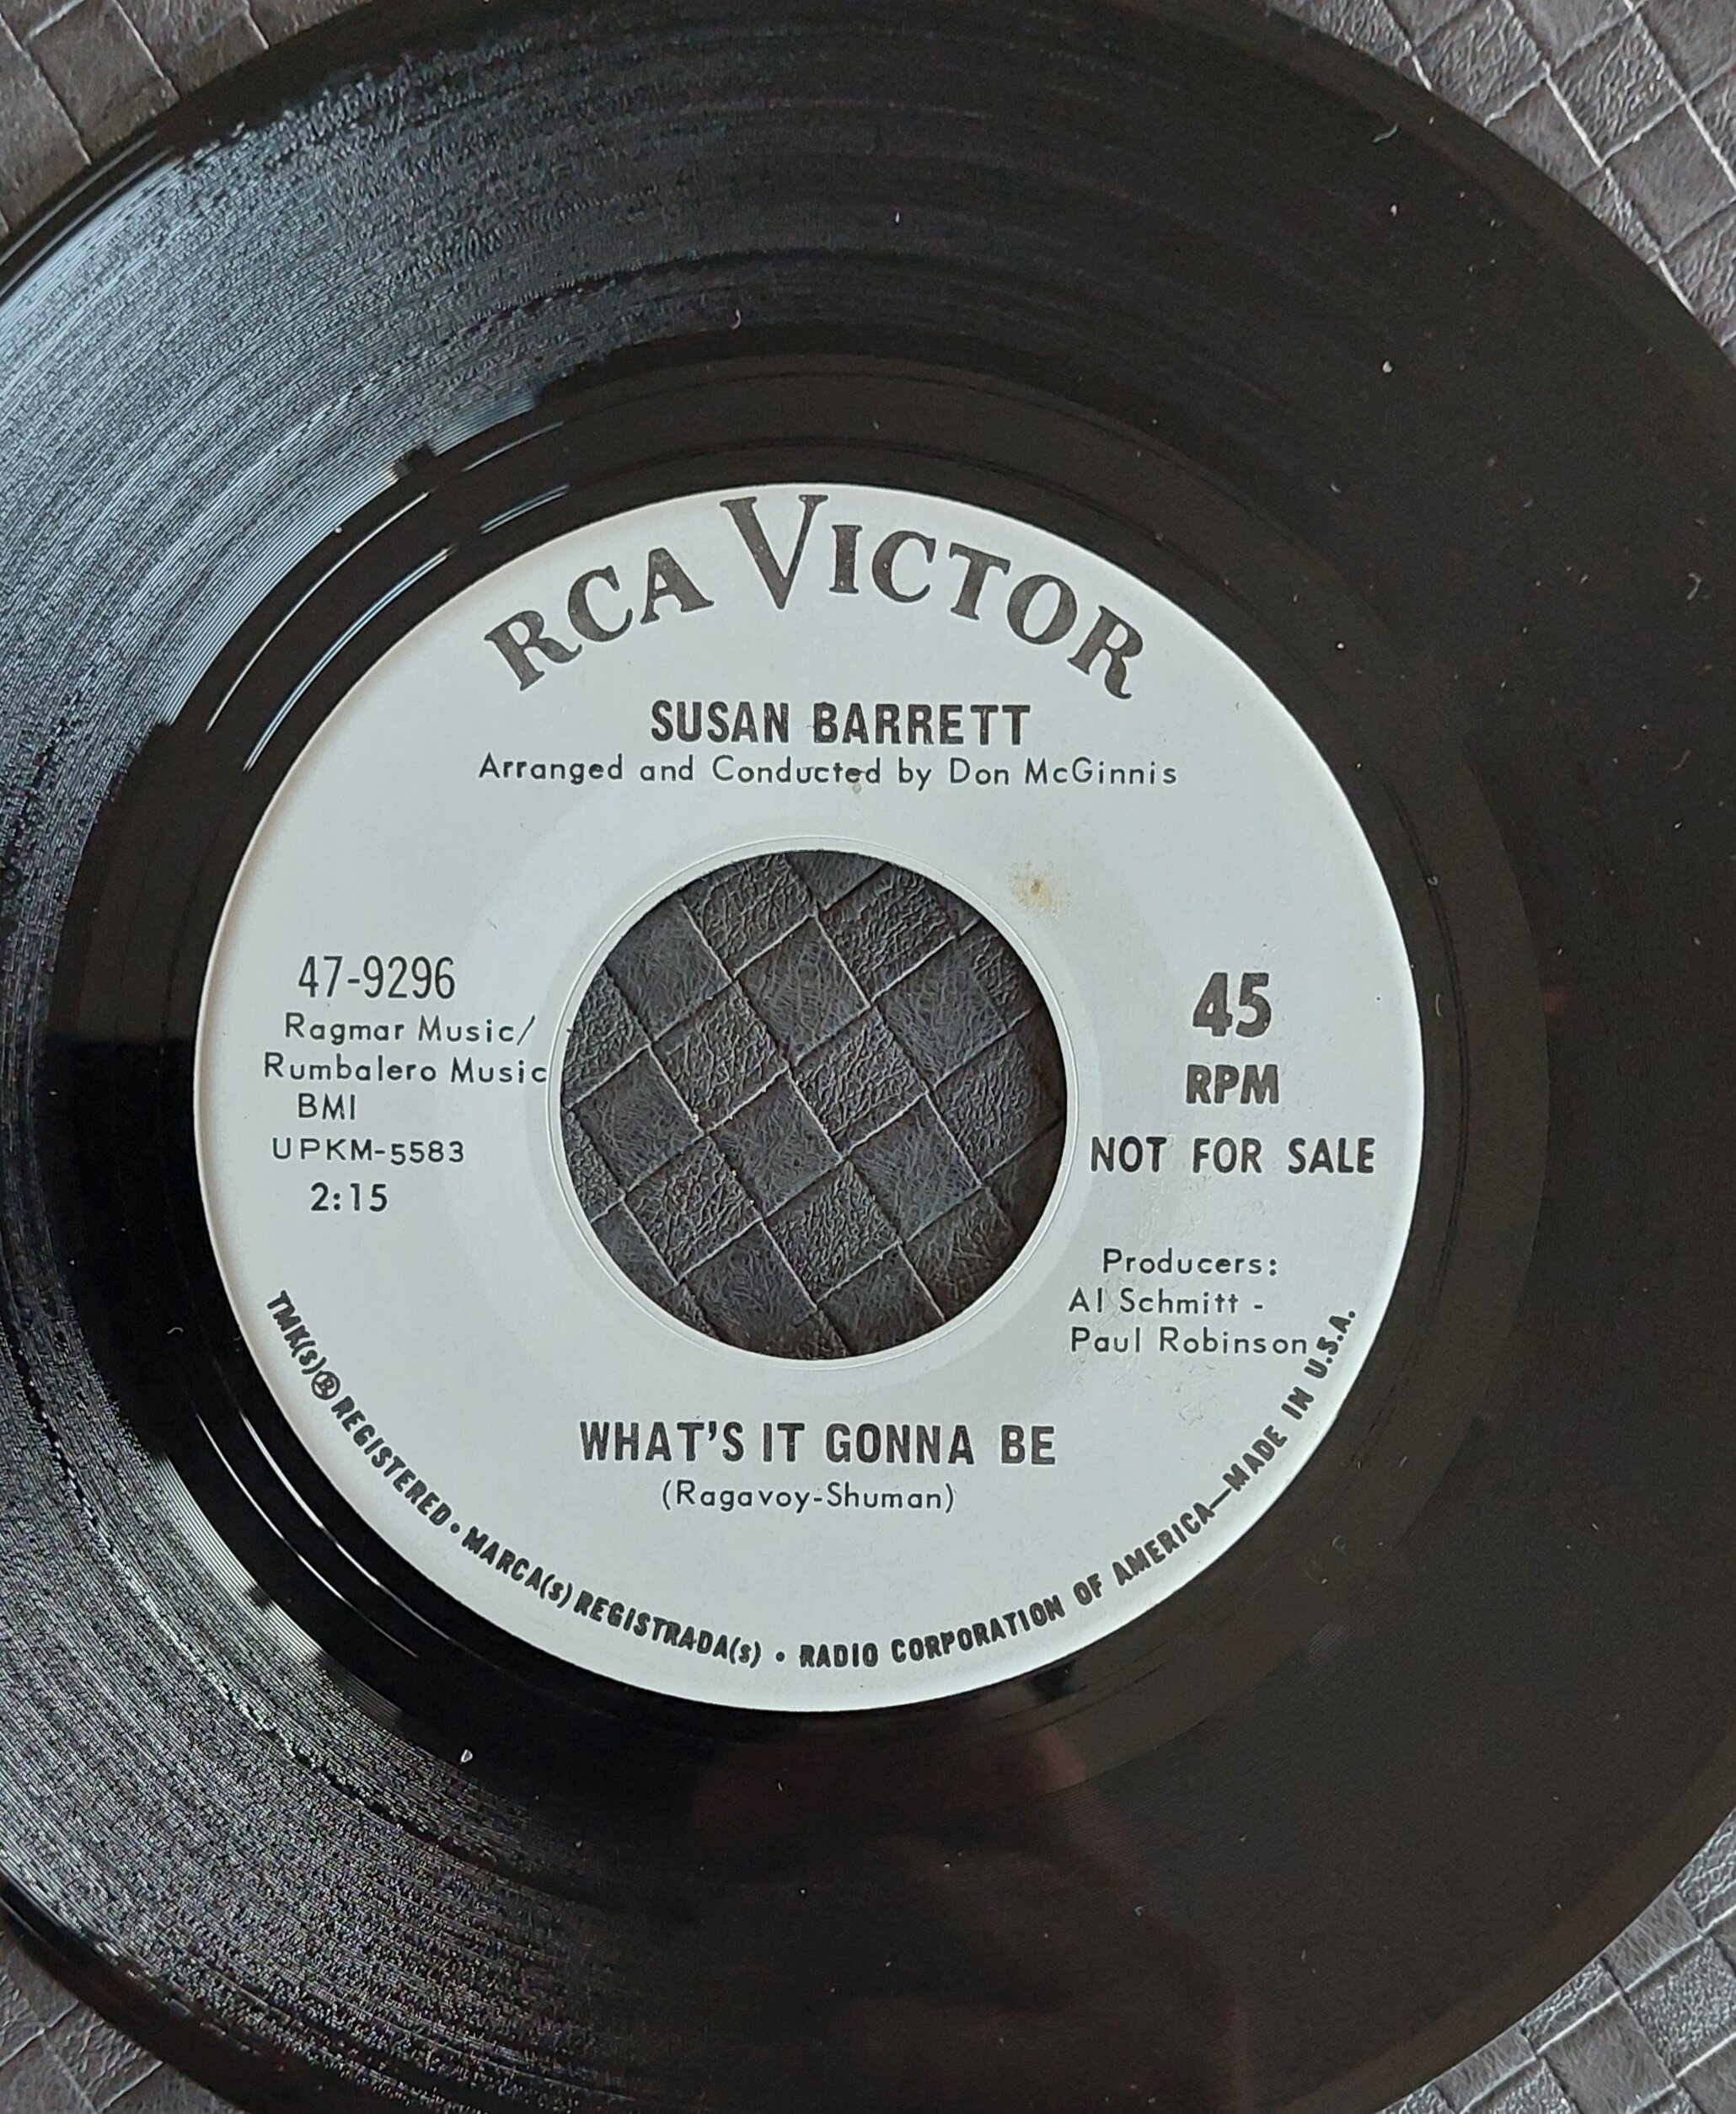 RCA VICTOR
SUSAN BARRETT
Arranged and Conducted by Don McGinnis
47-9296
Ragmar Music/
Rumbalero Music
BMI
UPKM-5583
2:15
45
RPM
NOT FOR SALE
Producers:
Al Schmitt -
Paul Robinson
WHAT'S IT GONNA BE
(Ragavoy-Shuman)
TMK(s) ® REGISTERED • MARCA(s) REGISTRADA(s) • RADIO CORPORATION OF AMERICA—MADE IN U.S.A.